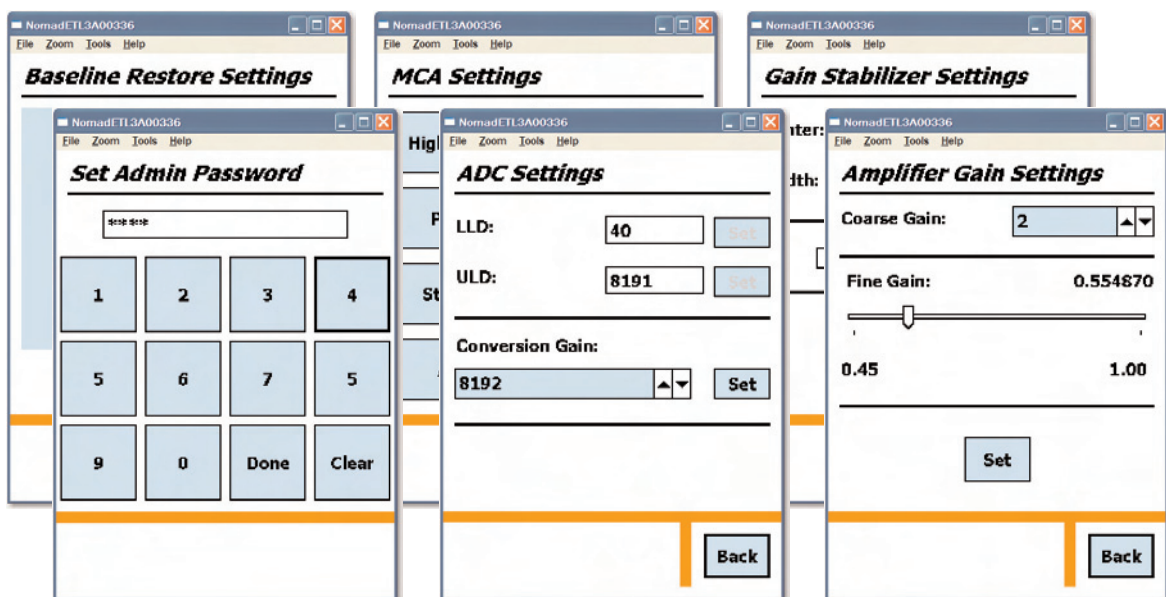 NomadETL3A00336
File Zoom Tools Help
Baseline Restore Settings
NomadETL3A00336
File Zoom Tools Help
MCA Settings
Hig
P
St
NomadETL3A00336
File Zoom Tools Help
Gain Stabilizer Settings
nter:
dth:
NomadETL3A00336
File Zoom Tools Help
Set Admin Password
*****
1 2 3 4
5 6 7 5
9 0 Done Clear
NomadETL3A00336
File Zoom Tools Help
ADC Settings
LLD: 40 Set
ULD: 8191 Set
Conversion Gain:
8192 Set
Back
NomadETL3A00336
File Zoom Tools Help
Amplifier Gain Settings
Coarse Gain: 2
Fine Gain: 0.554870
0.45 1.00
Set
Back